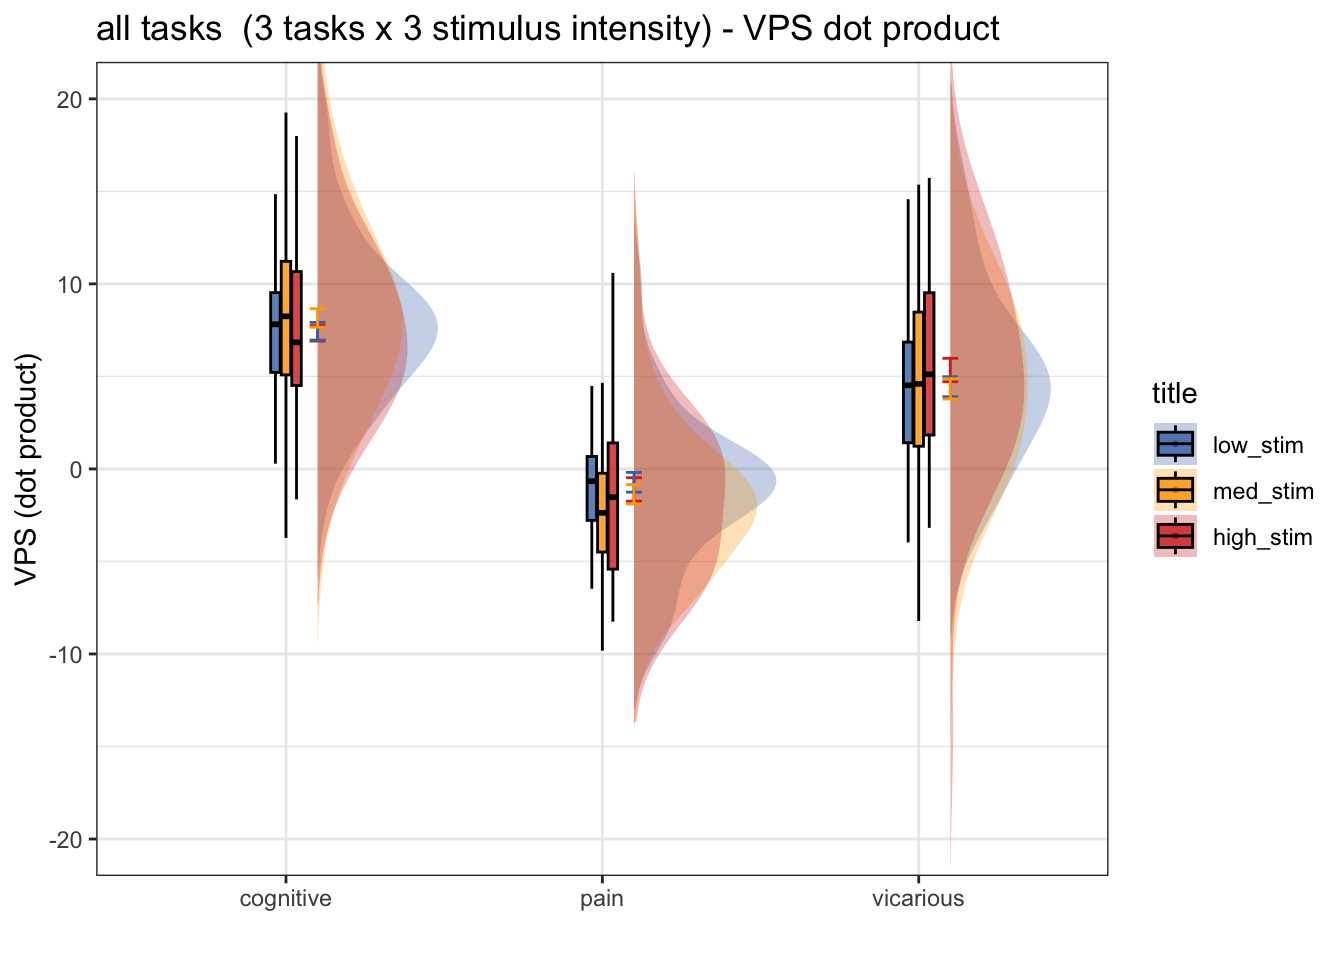 all tasks  (3 tasks x 3 stimulus intensity) - VPS dot product
VPS (dot product)
20
10
0
-10
-20
cognitive
pain
vicarious
title
low_stim
med_stim
high_stim